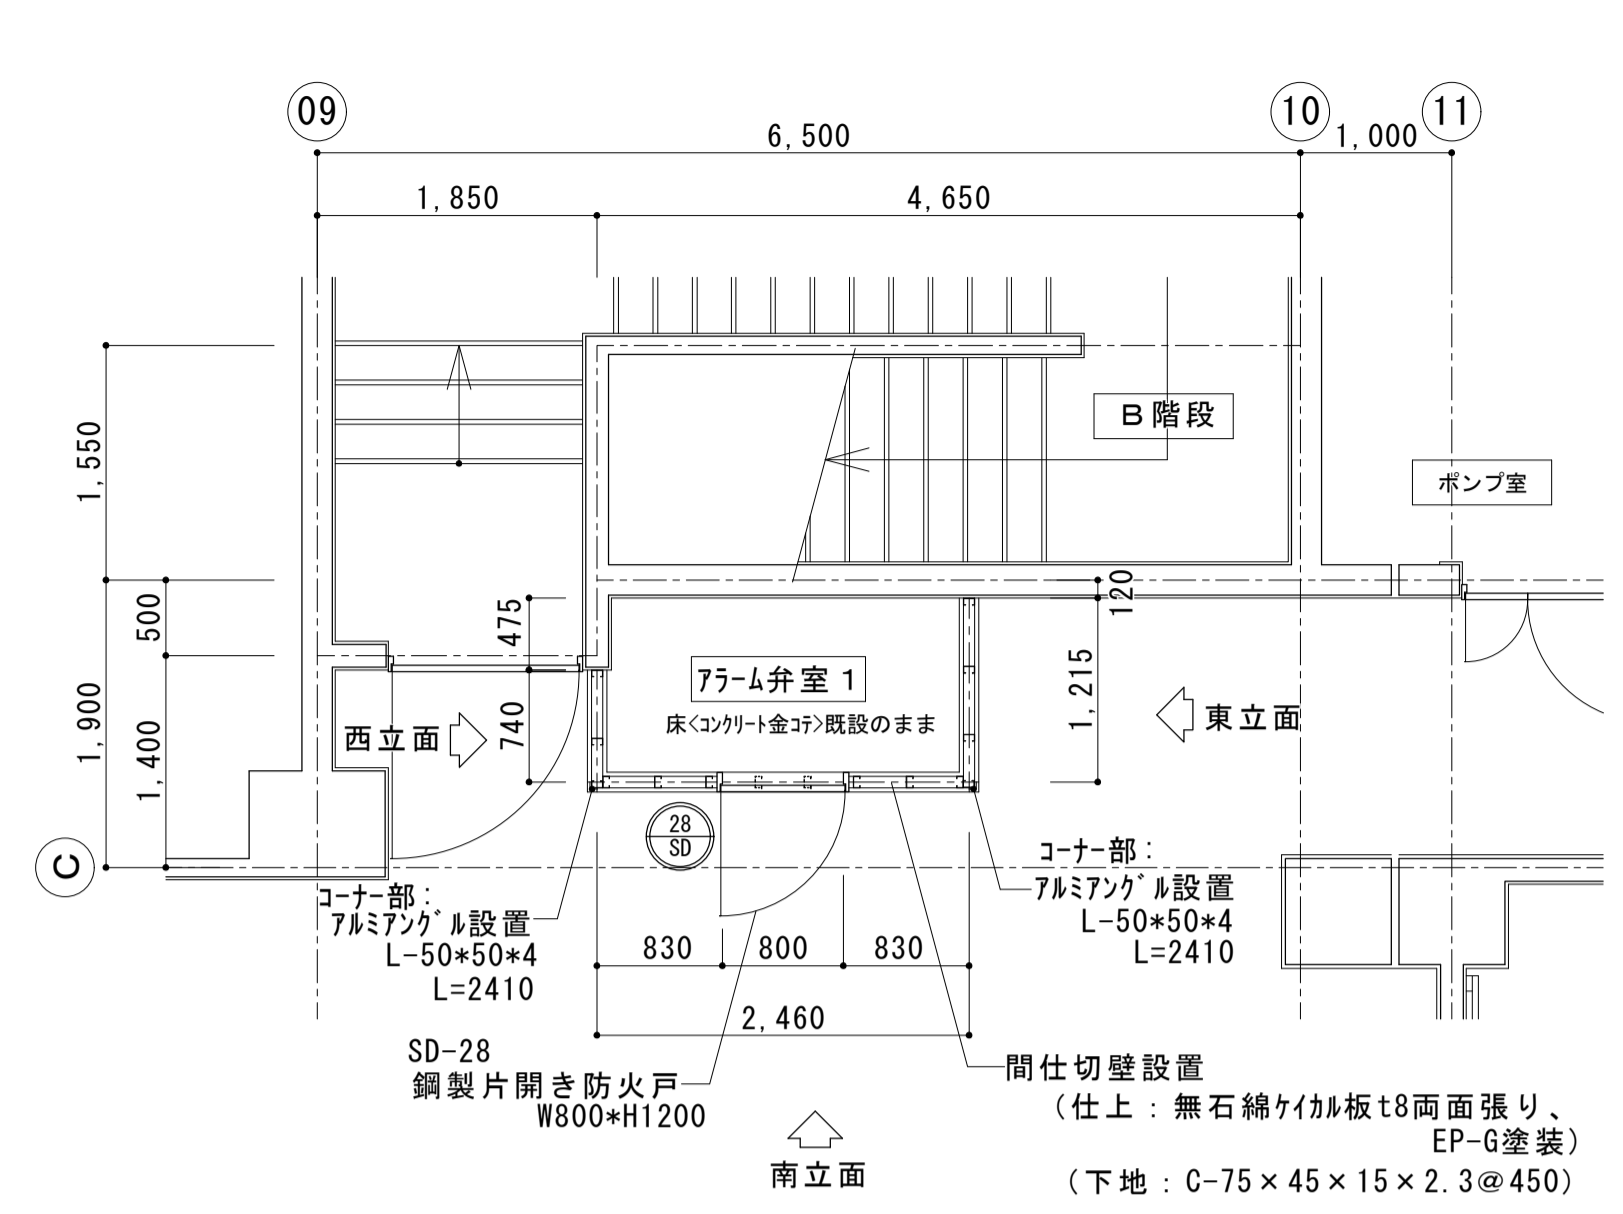 09
10
11
6,500
1,000
1,850
4,650
B階段
ポンプ室
1,550
500
1,900
1,400
475
740
120
1,215
アラーム弁室1
床<コンクリート金コテ>既設のまま
西立面
東立面
28
SD
C
コーナー部：
アルミアングル設置
L-50*50*4
L=2410
コーナー部：
アルミアングル設置
L-50*50*4
L=2410
830
800
830
2,460
SD-28
鋼製片開き防火戸
W800*H1200
間仕切壁設置
（仕上：無石綿ケイカル板t8両面張り、
EP-G塗装）
（下地：C-75×45×15×2.3@450）
南立面